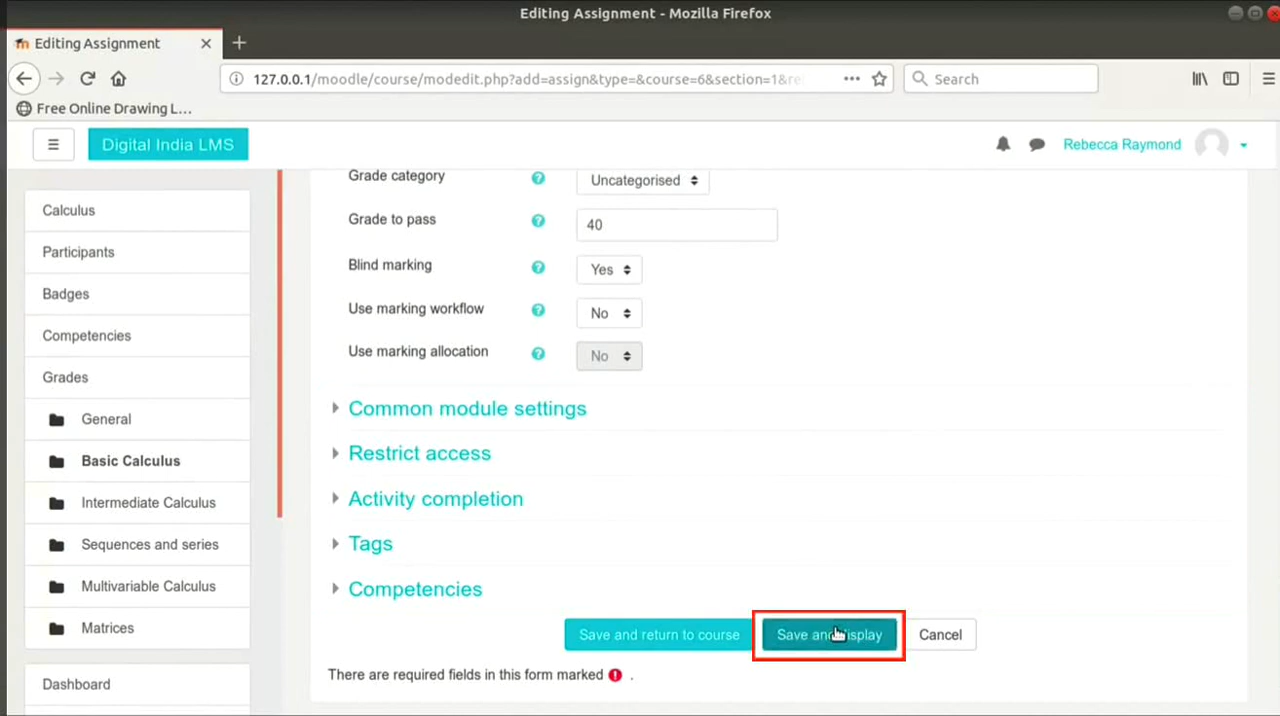 Editing Assignment - Mozilla Firefox
Editing Assignment
127.0.0.1/moodle/course/modedit.php?add=assign&type=&course=6&section=1&re
Search
Free Online Drawing L...
Digital India LMS
Rebecca Raymond
Calculus
Participants
Badges
Competencies
Grades
General
Basic Calculus
Intermediate Calculus
Sequences and series
Multivariable Calculus
Matrices
Dashboard
Grade category ? Uncategorised
Grade to pass ? 40
Blind marking ? Yes
Use marking workflow ? No
Use marking allocation ? No
Common module settings
Restrict access
Activity completion
Tags
Competencies
Save and return to course Save and display Cancel
There are required fields in this form marked ! .